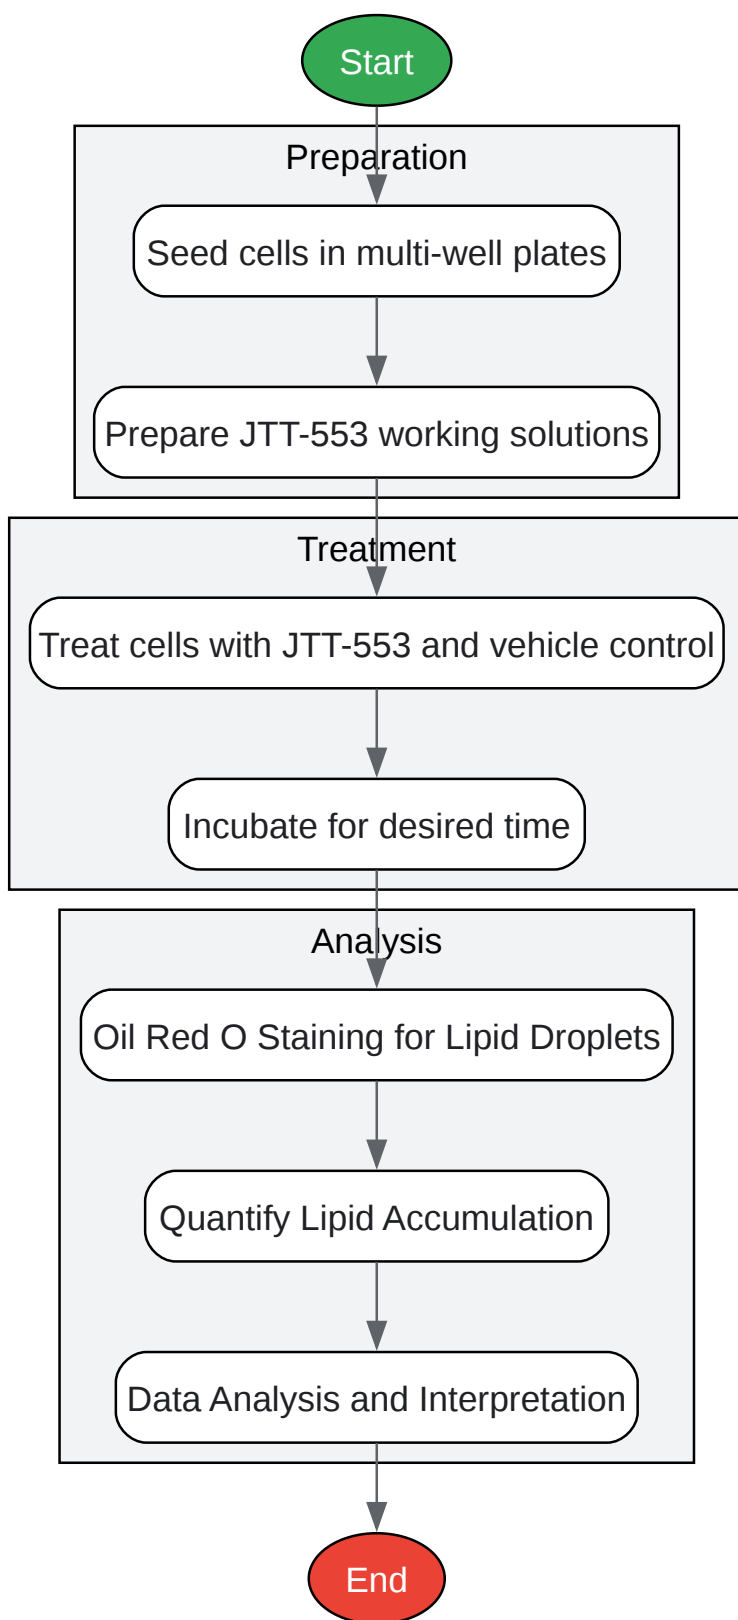 Start
Preparation
Seed cells in multi-well plates
Prepare JTT-553 working solutions
Treatment
Treat cells with JTT-553 and vehicle control
Incubate for desired time
Analysis
Oil Red O Staining for Lipid Droplets
Quantify Lipid Accumulation
Data Analysis and Interpretation
End